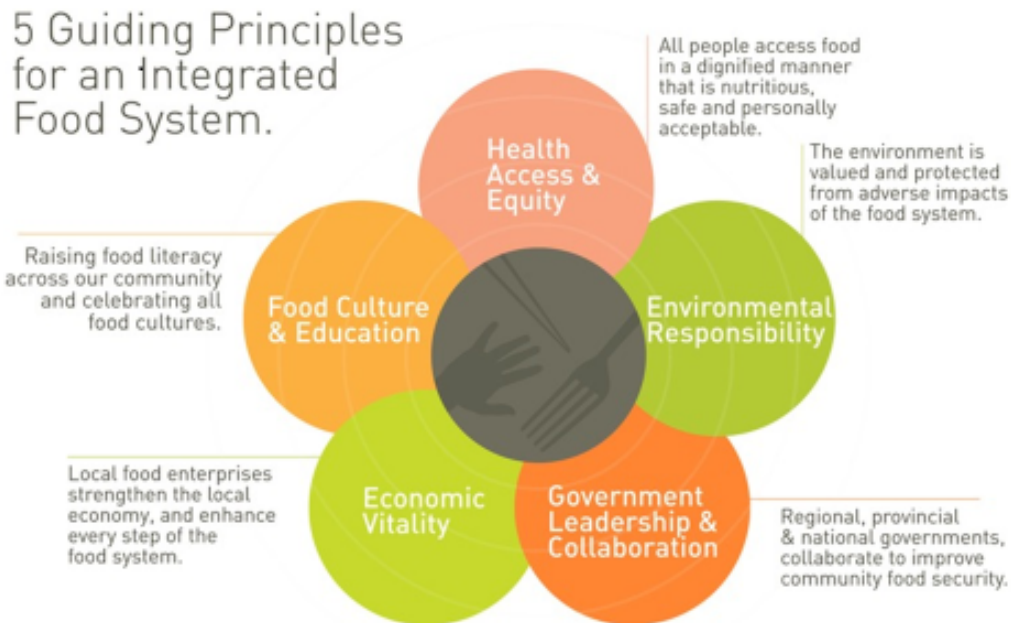 5 Guiding Principles
for an Integrated
Food System.
All people access food
in a dignified manner
that is nutritious,
safe and personally
acceptable.
Health
Access &
Equity
The environment is
valued and protected
from adverse impacts
of the food system.
Raising food literacy
across our community
and celebrating all
food cultures.
Food Culture
& Education
Environmental
Responsibility
Local food enterprises
strengthen the local
economy, and enhance
every step of the
food system.
Economic
Vitality
Government
Leadership &
Collaboration
Regional, provincial
& national governments,
collaborate to improve
community food security.